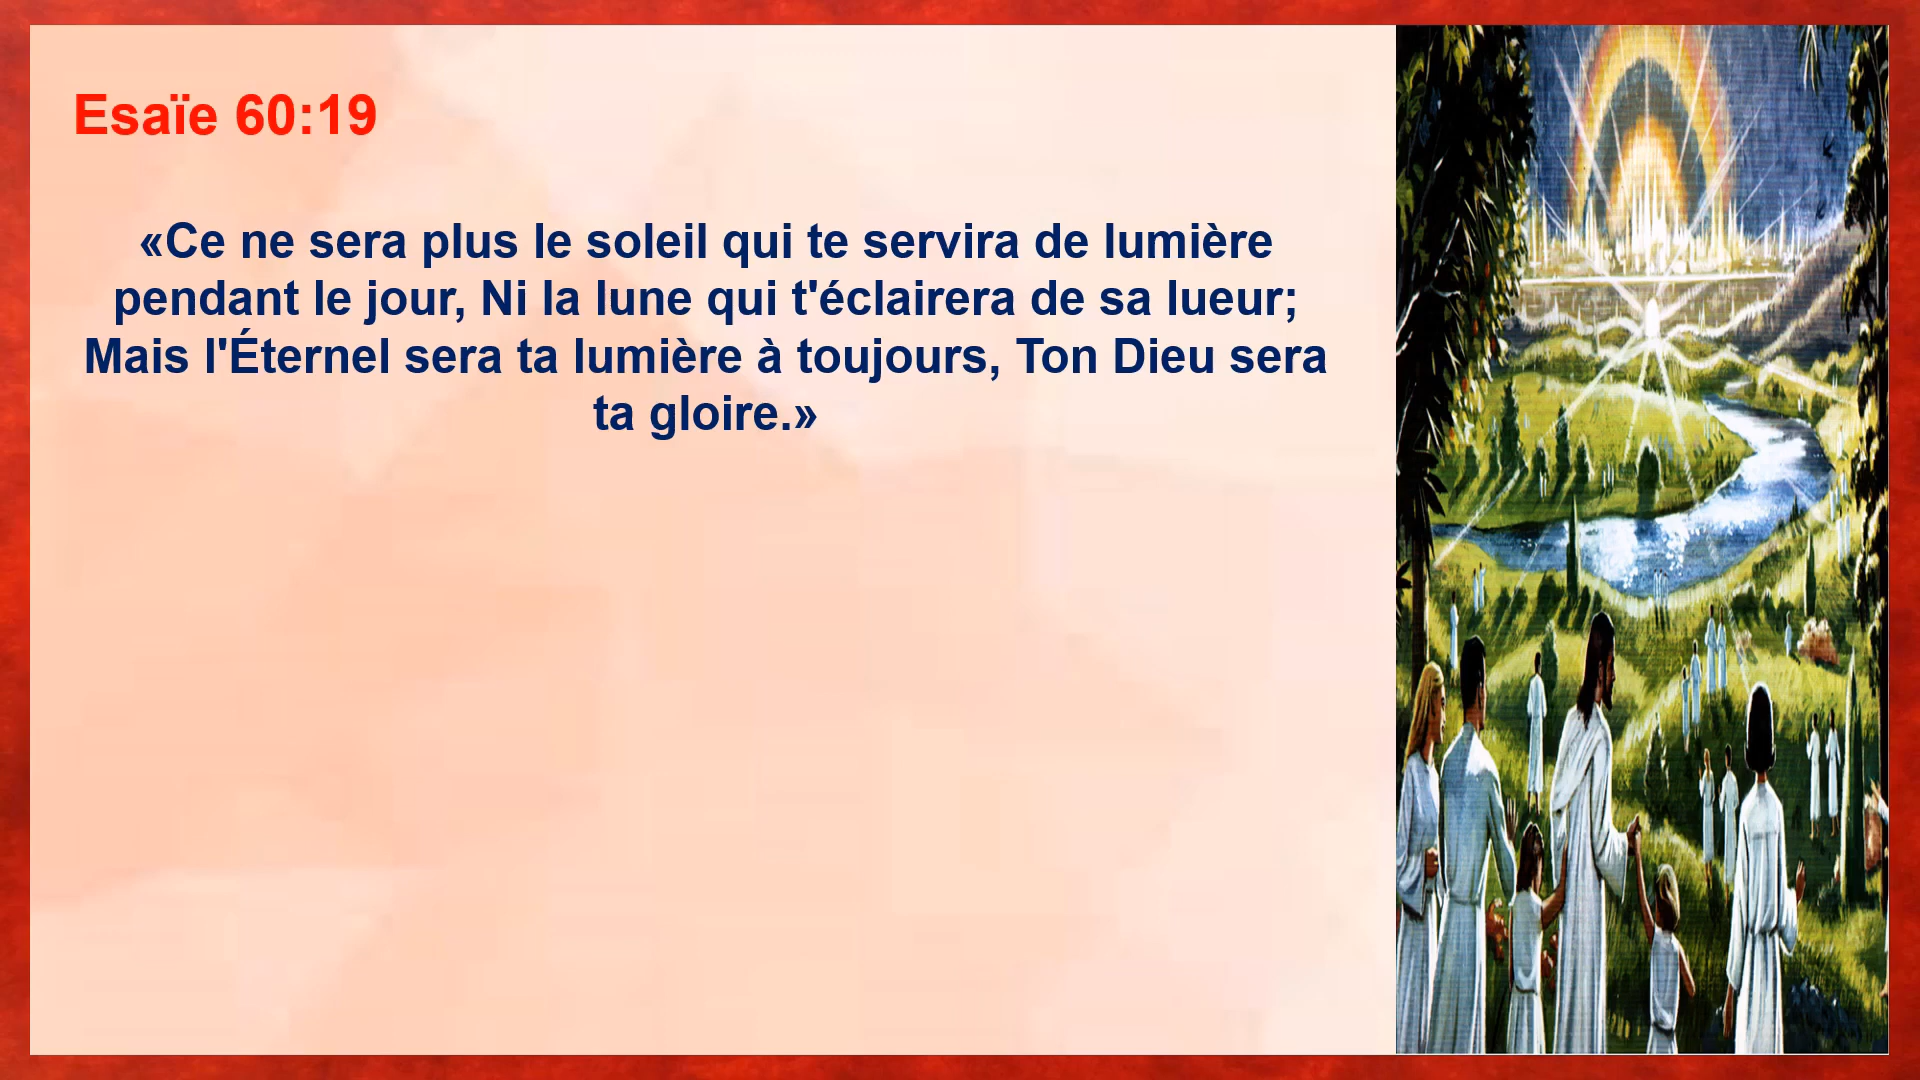 Esaïe 60:19
«Ce ne sera plus le soleil qui te servira de lumière
pendant le jour, Ni la lune qui t'éclairera de sa lueur;
Mais l'Éternel sera ta lumière à toujours, Ton Dieu sera
ta gloire.»